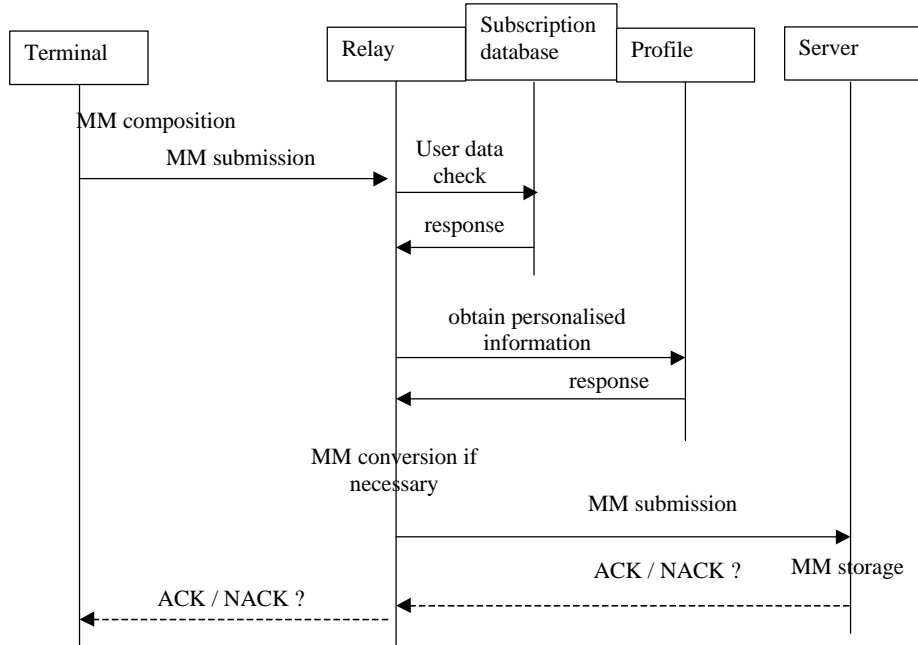 Terminal
Relay
Subscription
database
Profile
Server
MM composition
MM submission
User data
check
response
obtain personalised
information
response
MM conversion if
necessary
MM submission
MM storage
ACK / NACK ?
ACK / NACK ?